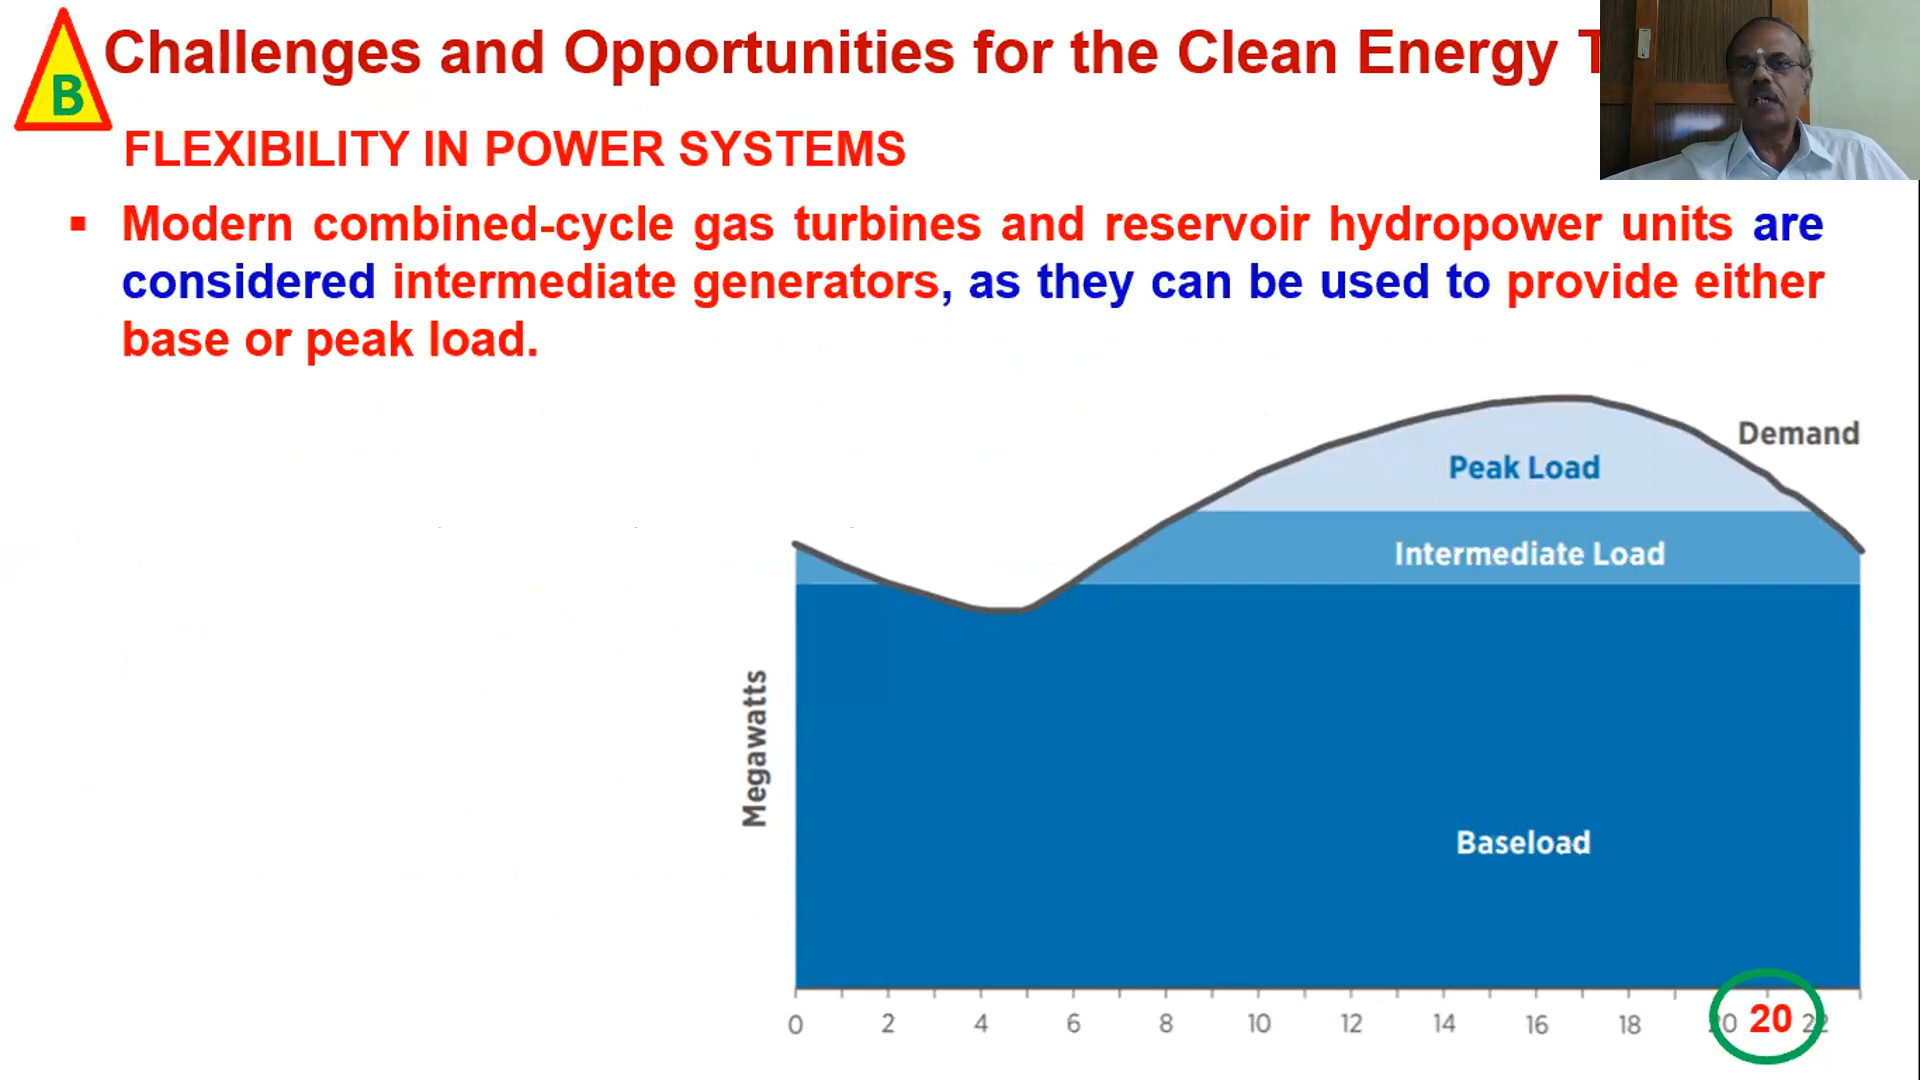 B
Challenges and Opportunities for the Clean Energy T
FLEXIBILITY IN POWER SYSTEMS
▪ Modern combined-cycle gas turbines and reservoir hydropower units are
considered intermediate generators, as they can be used to provide either
base or peak load.
Demand
Peak Load
Intermediate Load
Megawatts
Baseload
0 2 4 6 8 10 12 14 16 18 20 20 22